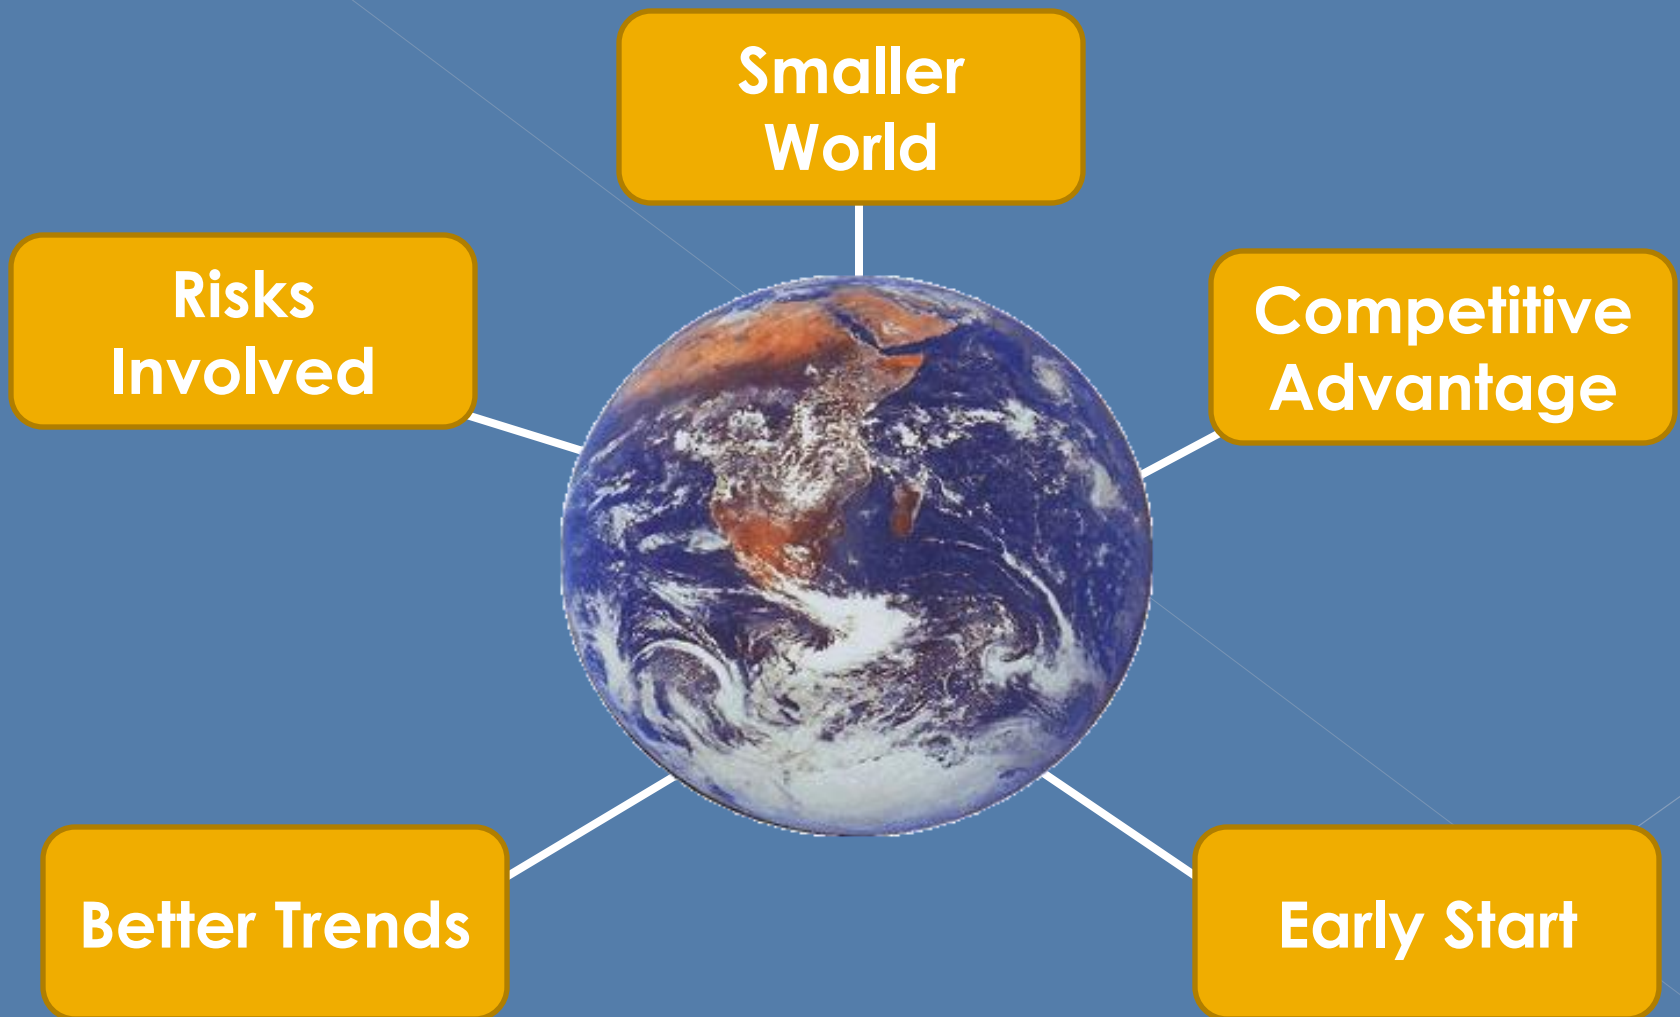 Smaller
World
Risks
Involved
Competitive
Advantage
Better Trends
Early Start